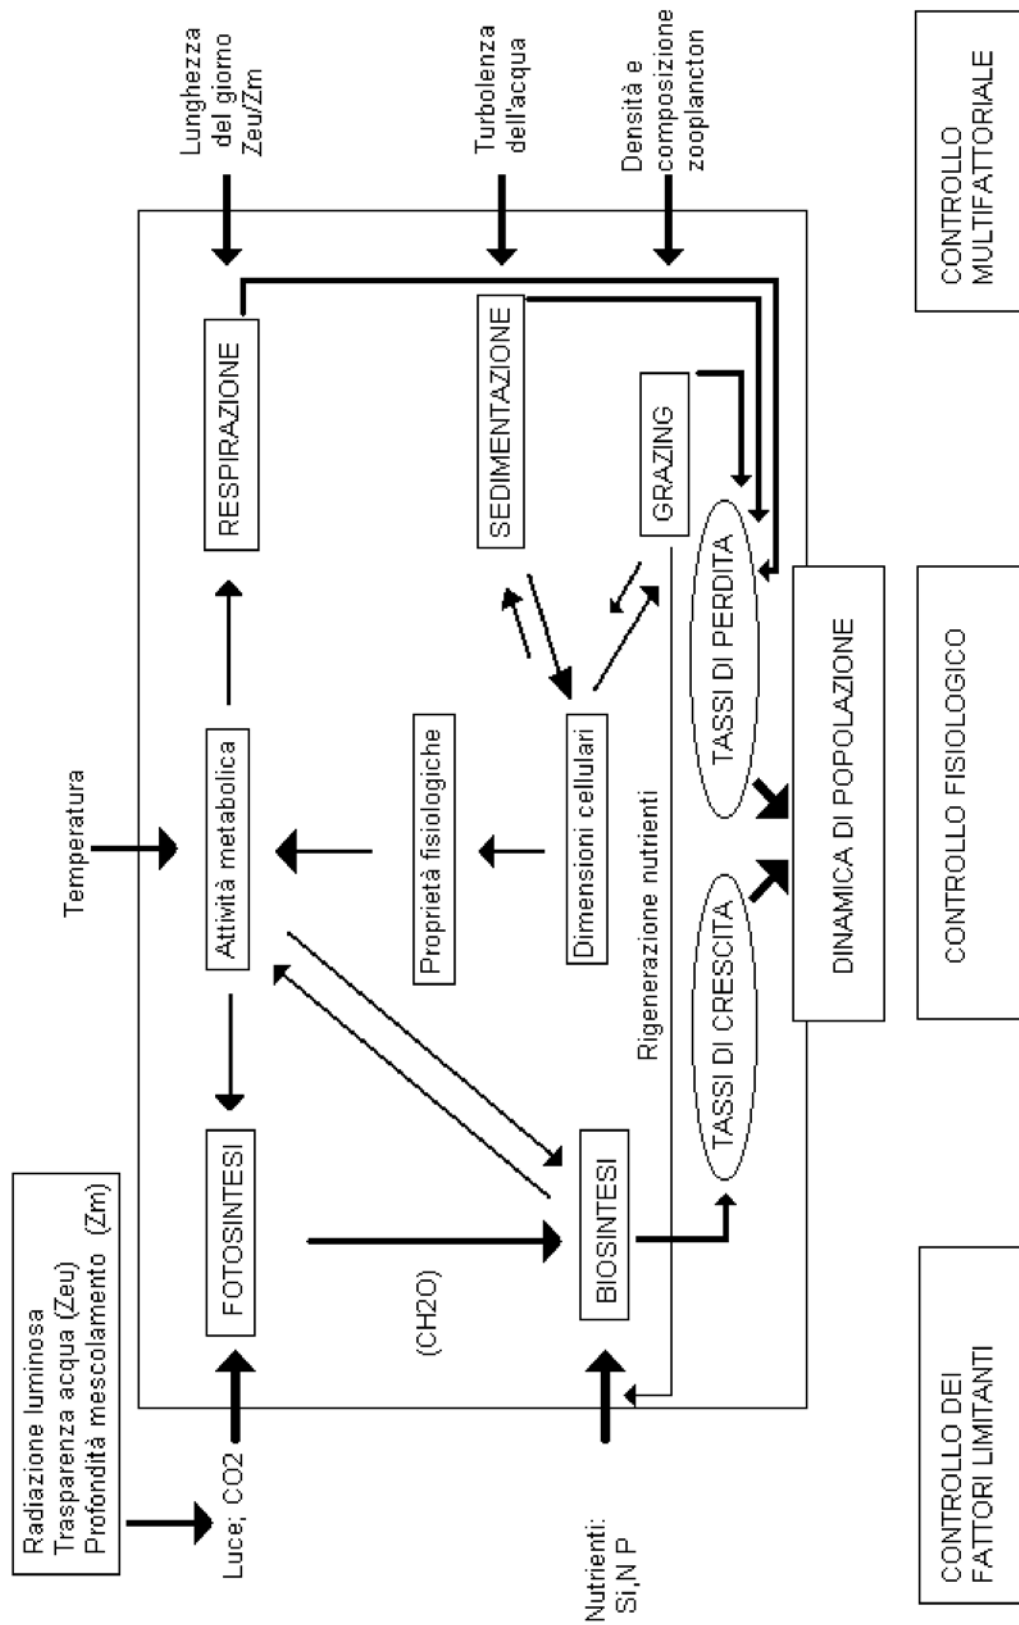 Radiazione luminosa
Trasparenza acqua (Zeu)
Profondità mescolamento (Zm)
Temperatura
Lunghezza
del giorno
Zeu/Zm
Luce; CO2
FOTOSINTESI
Attività metabolica
RESPIRAZIONE
(CH2O)
Proprietà fisiologiche
SEDIMENTAZIONE
Turbolenza
dell'acqua
Nutrienti:
Si,N P
BIOSINTESI
Dimensioni cellulari
GRAZING
Densità e
composizione
zooplancton
Rigenerazione nutrienti
TASSI DI CRESCITA
TASSI DI PERDITA
DINAMICA DI POPOLAZIONE
CONTROLLO DEI
FATTORI LIMITANTI
CONTROLLO FISIOLOGICO
CONTROLLO
MULTIFATTORIALE